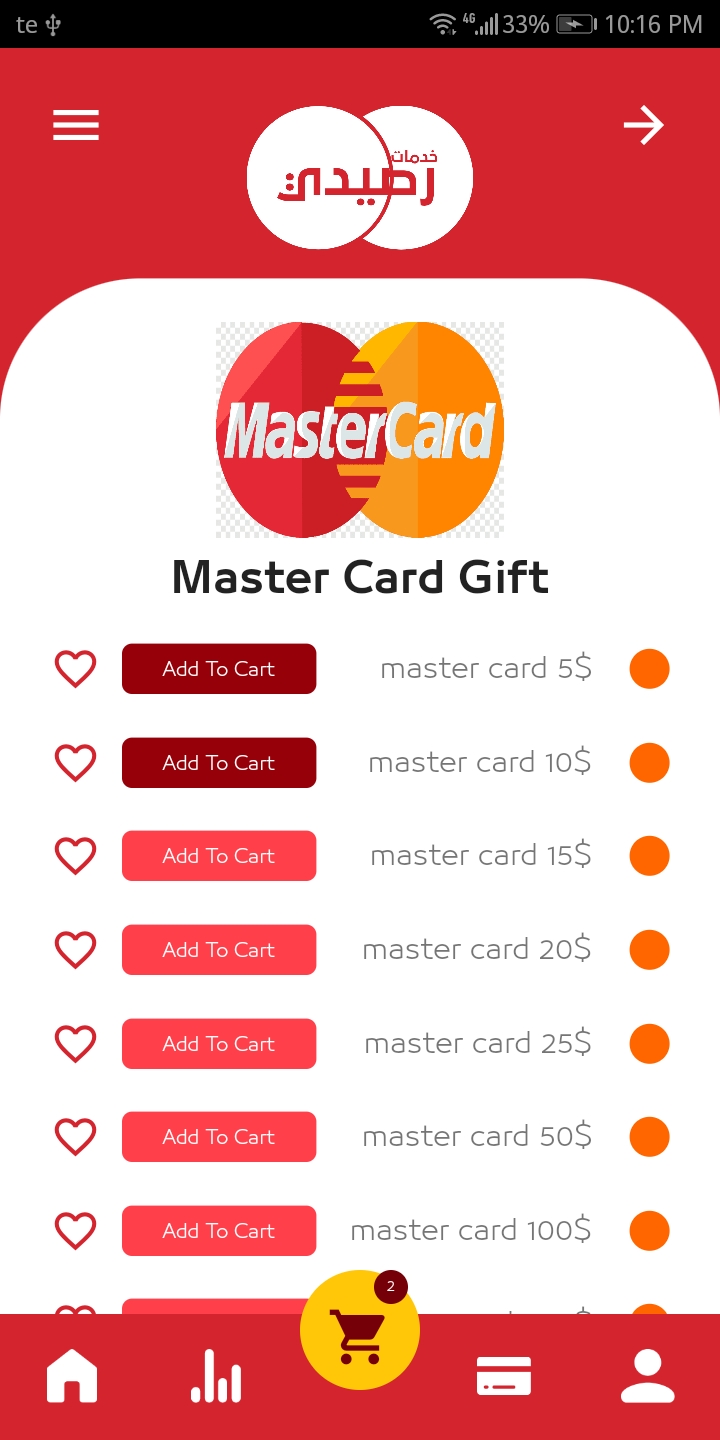 te 4G 33% 10:16 PM
خدمات
رصيدي
MasterCard
Master Card Gift
Add To Cart master card 5$
Add To Cart master card 10$
Add To Cart master card 15$
Add To Cart master card 20$
Add To Cart master card 25$
Add To Cart master card 50$
Add To Cart master card 100$
2